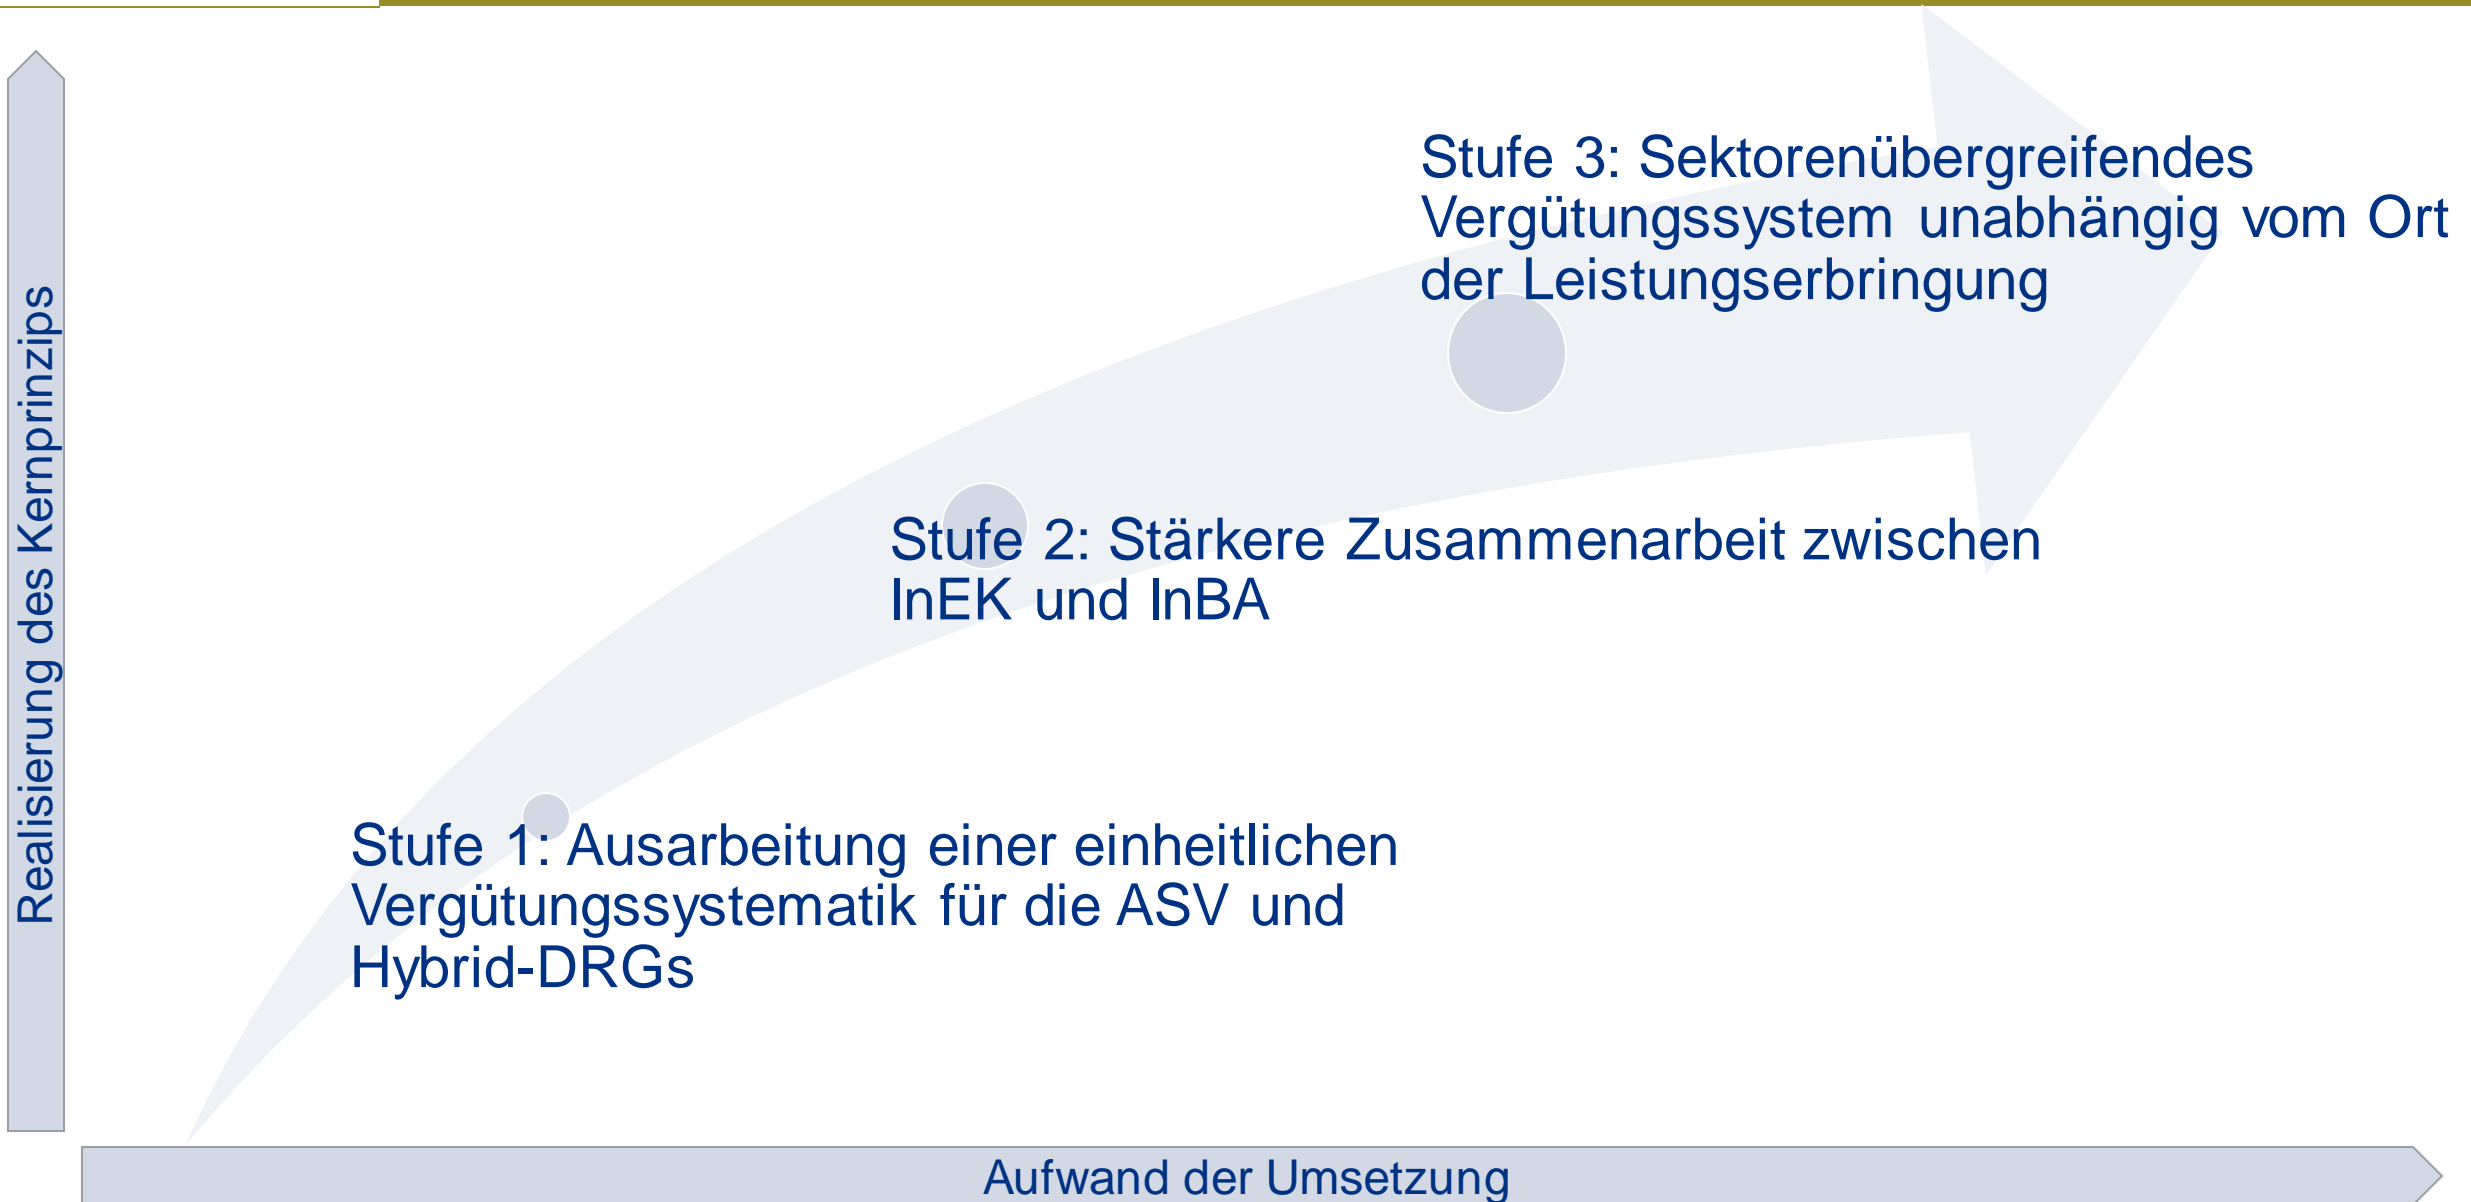 Realisierung des Kernprinzips
Stufe 3: Sektorenübergreifendes
Vergütungssystem unabhängig vom Ort
der Leistungserbringung
Stufe 2: Stärkere Zusammenarbeit zwischen
InEK und InBA
Stufe 1: Ausarbeitung einer einheitlichen
Vergütungssystematik für die ASV und
Hybrid-DRGs
Aufwand der Umsetzung